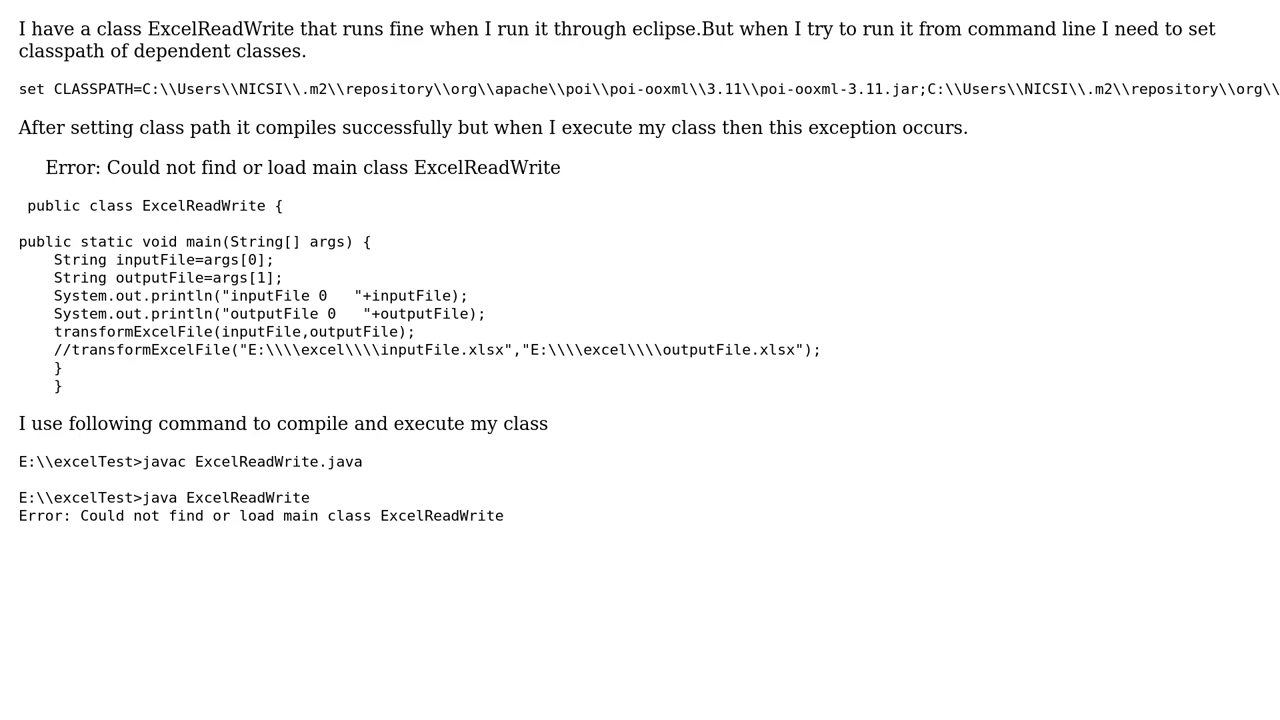 I have a class ExcelReadWrite that runs fine when I run it through eclipse.But when I try to run it from command line I need to set
classpath of dependent classes.
set CLASSPATH=C:\\Users\\NICSI\\.m2\\repository\\org\\apache\\poi\\poi-ooxml\\3.11\\poi-ooxml-3.11.jar;C:\\Users\\NICSI\\.m2\\repository\\org\\
After setting class path it compiles successfully but when I execute my class then this exception occurs.
Error: Could not find or load main class ExcelReadWrite
public class ExcelReadWrite {
public static void main(String[] args) {
String inputFile=args[0];
String outputFile=args[1];
System.out.println("inputFile 0   "+inputFile);
System.out.println("outputFile 0   "+outputFile);
transformExcelFile(inputFile,outputFile);
//transformExcelFile("E:\\\\excel\\\\inputFile.xlsx","E:\\\\excel\\\\outputFile.xlsx");
}
}
I use following command to compile and execute my class
E:\\excelTest>javac ExcelReadWrite.java
E:\\excelTest>java ExcelReadWrite
Error: Could not find or load main class ExcelReadWrite